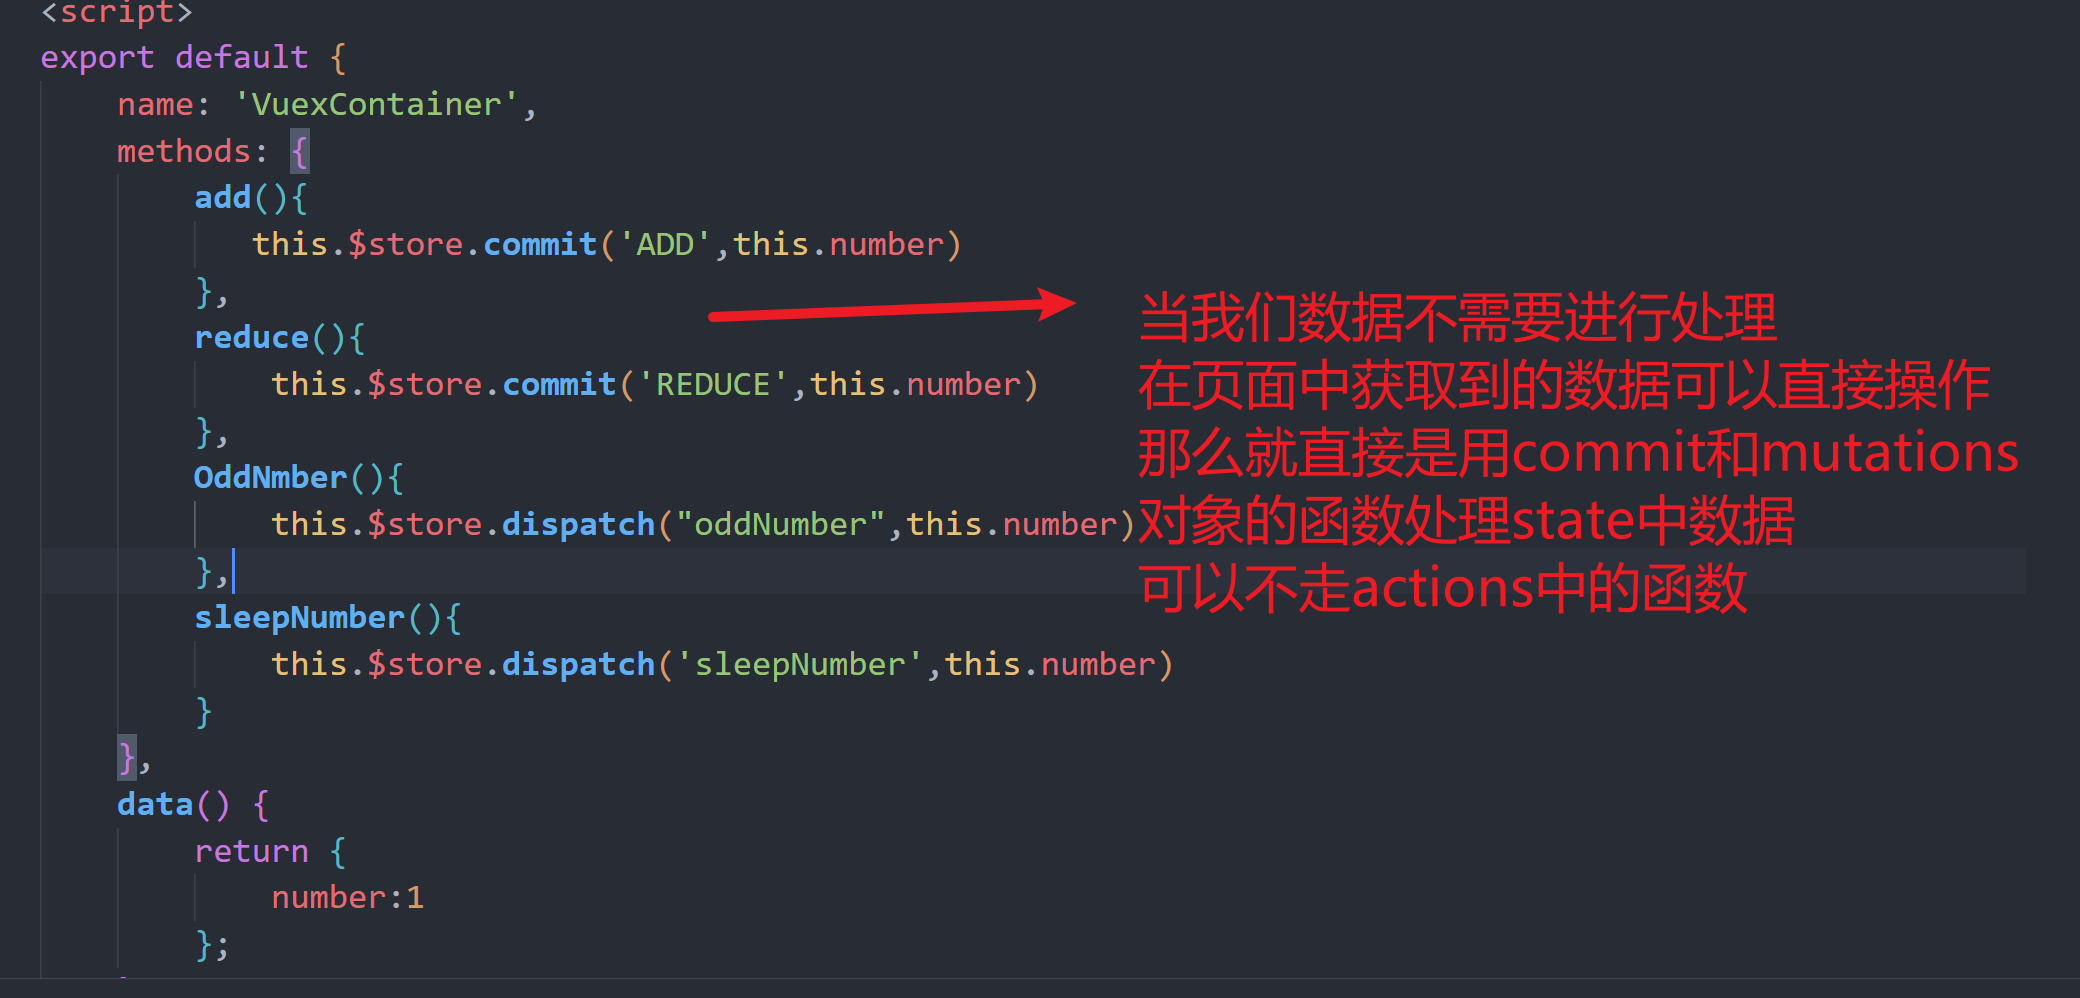 <script>
export default {
name: 'VuexContainer',
methods: {
add(){
this.$store.commit('ADD',this.number)
},
reduce(){
this.$store.commit('REDUCE',this.number)
},
OddNmber(){
this.$store.dispatch("oddNumber",this.number)
},
sleepNumber(){
this.$store.dispatch('sleepNumber',this.number)
}
},
data() {
return {
number:1
};
当我们数据不需要进行处理
在页面中获取到的数据可以直接操作
那么就直接是用commit和mutations
对象的函数处理state中数据
可以不走actions中的函数